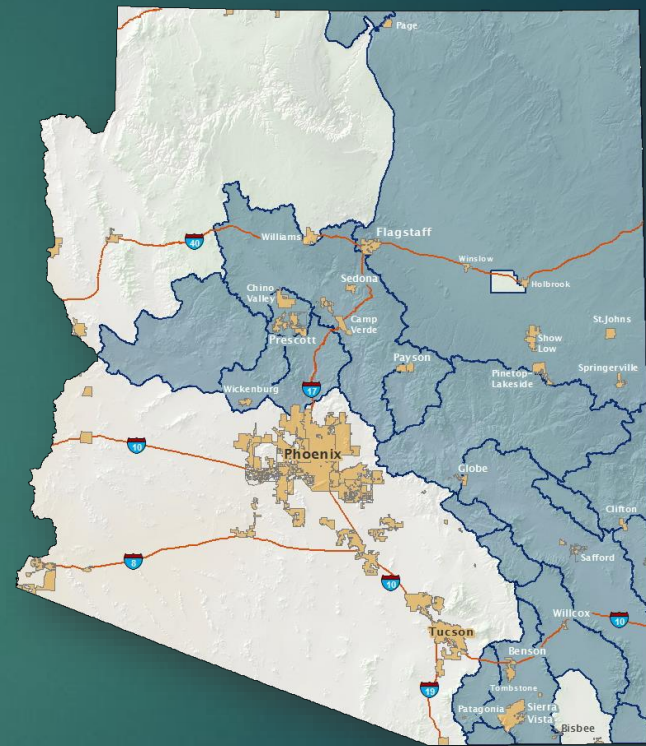 Page
40
Williams
Flagstaff
Winslow
Holbrook
Sedona
Chino
Valley
Camp
Verde
Prescott
St.Johns
Show
Low
Payson
Pinetop-
Lakeside
Springerville
Wickenburg
17
10
Phoenix
Globe
Clifton
8
Safford
10
Willcox
10
Tucson
Benson
Tombstone
19
Patagonia
Sierra
Vista
Bisbee